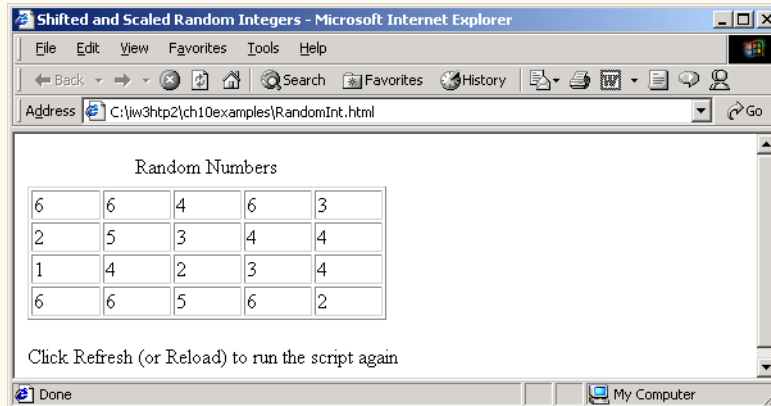 Shifted and Scaled Random Integers - Microsoft Internet Explorer
File Edit View Favorites Tools Help
Back Search Favorites History
Address C:\iw3htp2\ch10examples\RandomInt.html Go
Random Numbers
6 6 4 6 3
2 5 3 4 4
1 4 2 3 4
6 6 5 6 2
Click Refresh (or Reload) to run the script again
Done My Computer